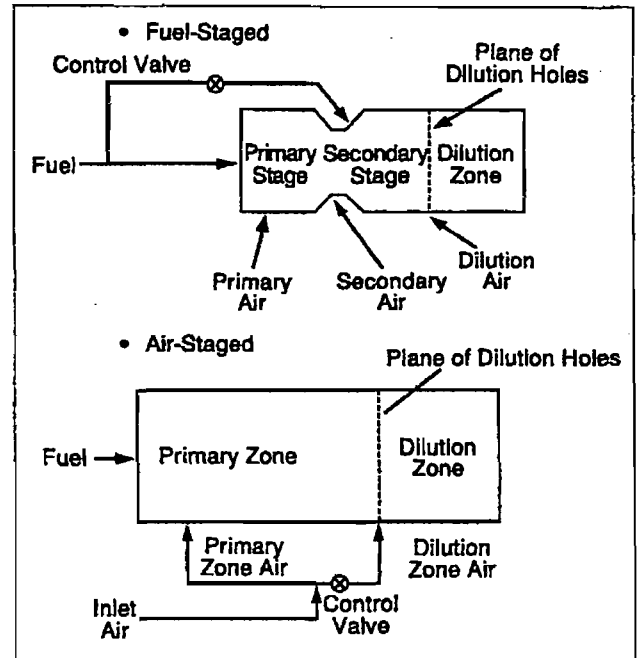 • Fuel-Staged
Control Valve
Plane of
Dilution Holes
Fuel
Primary
Stage
Secondary
Stage
Dilution
Zone
Primary
Air
Secondary
Air
Dilution
Air
• Air-Staged
Plane of Dilution Holes
Fuel
Primary Zone
Dilution
Zone
Primary
Zone Air
Dilution
Zone Air
Inlet
Air
Control
Valve